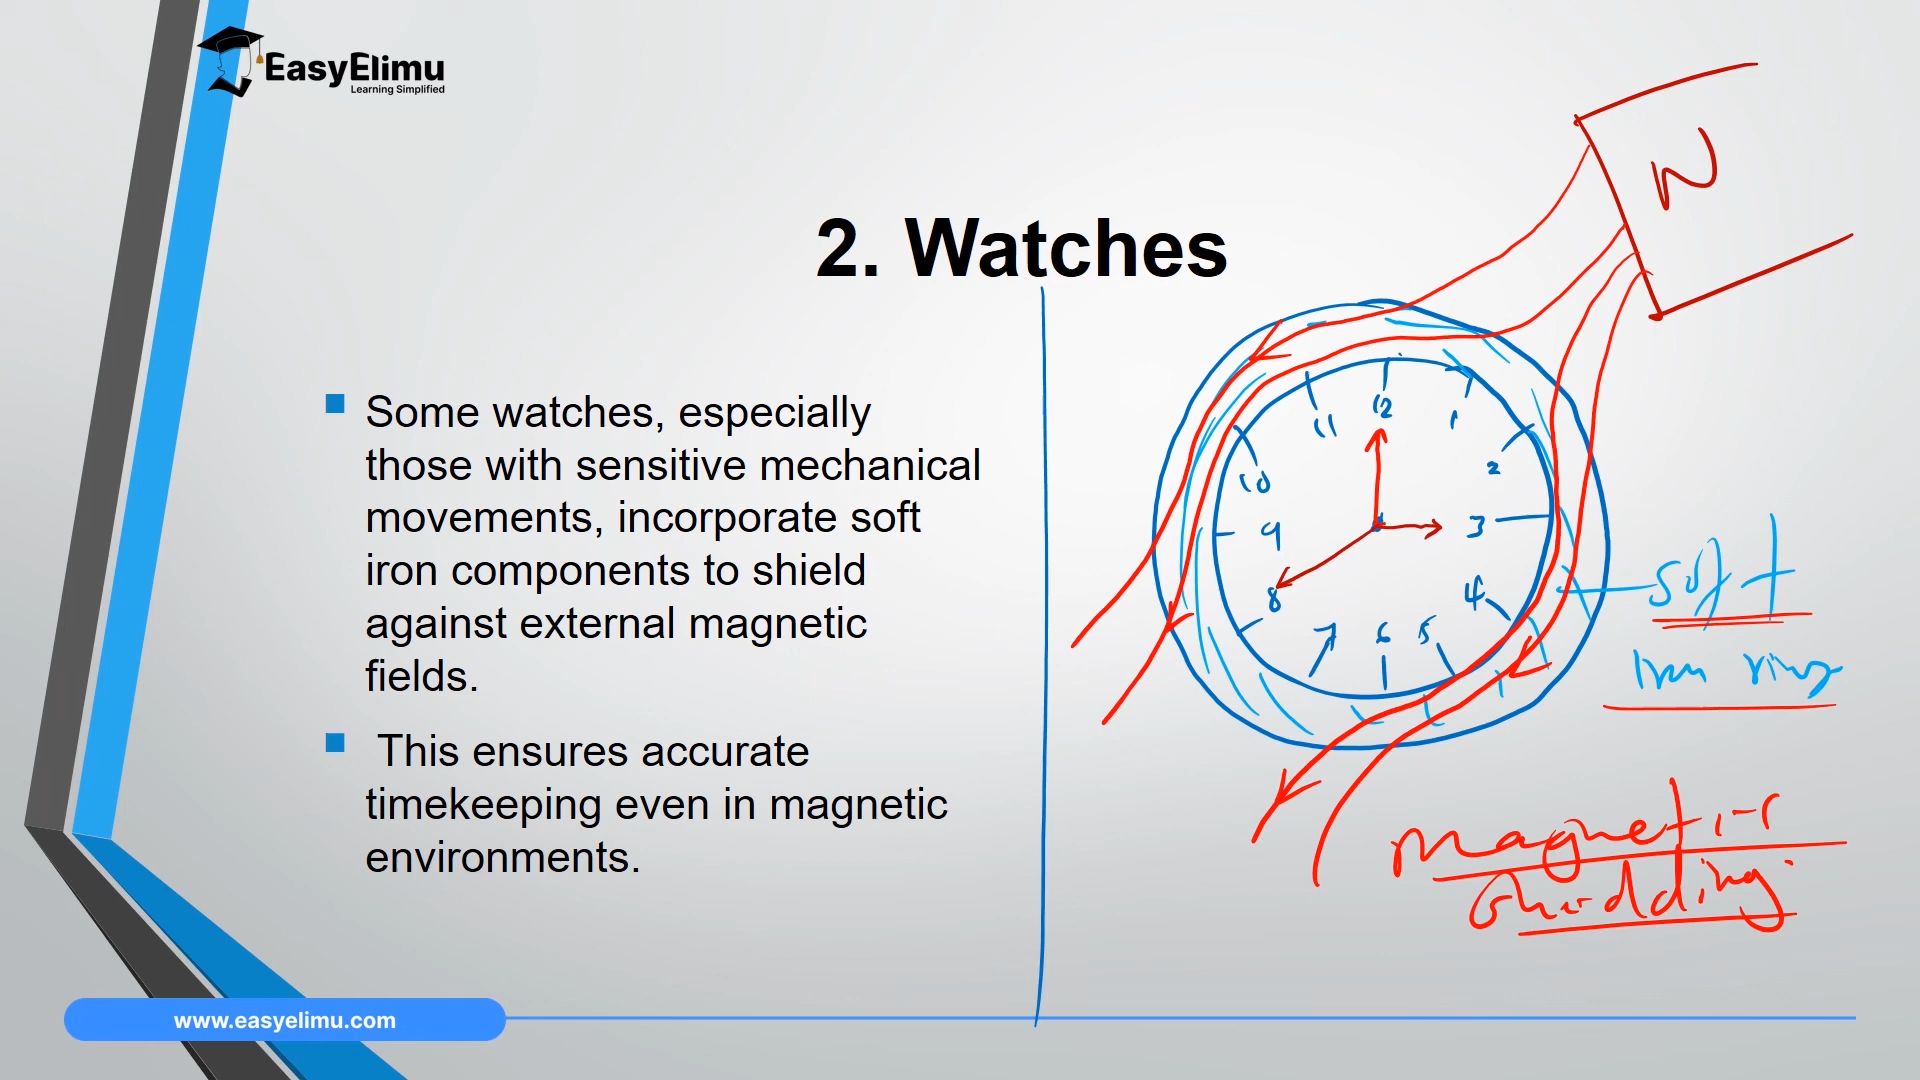 EasyElimu
Learning Simplified
2. Watches
Some watches, especially
those with sensitive mechanical
movements, incorporate soft
iron components to shield
against external magnetic
fields.
This ensures accurate
timekeeping even in magnetic
environments.
N
12
11
1
10
2
9
3
8
4
7
6
5
soft
iron ring
magnetic
www.easyelimu.com